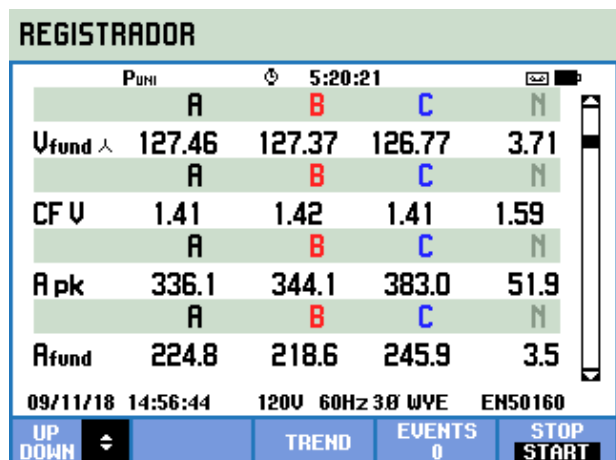 REGISTRADOR
PUNI 5:20:21
A B C N
Vfund 127.46 127.37 126.77 3.71
A B C N
CF V 1.41 1.42 1.41 1.59
A B C N
A pk 336.1 344.1 383.0 51.9
A B C N
Afund 224.8 218.6 245.9 3.5
09/11/18 14:56:44 120V 60Hz 3Ø WYE EN50160
UP DOWN TREND EVENTS 0 STOP START